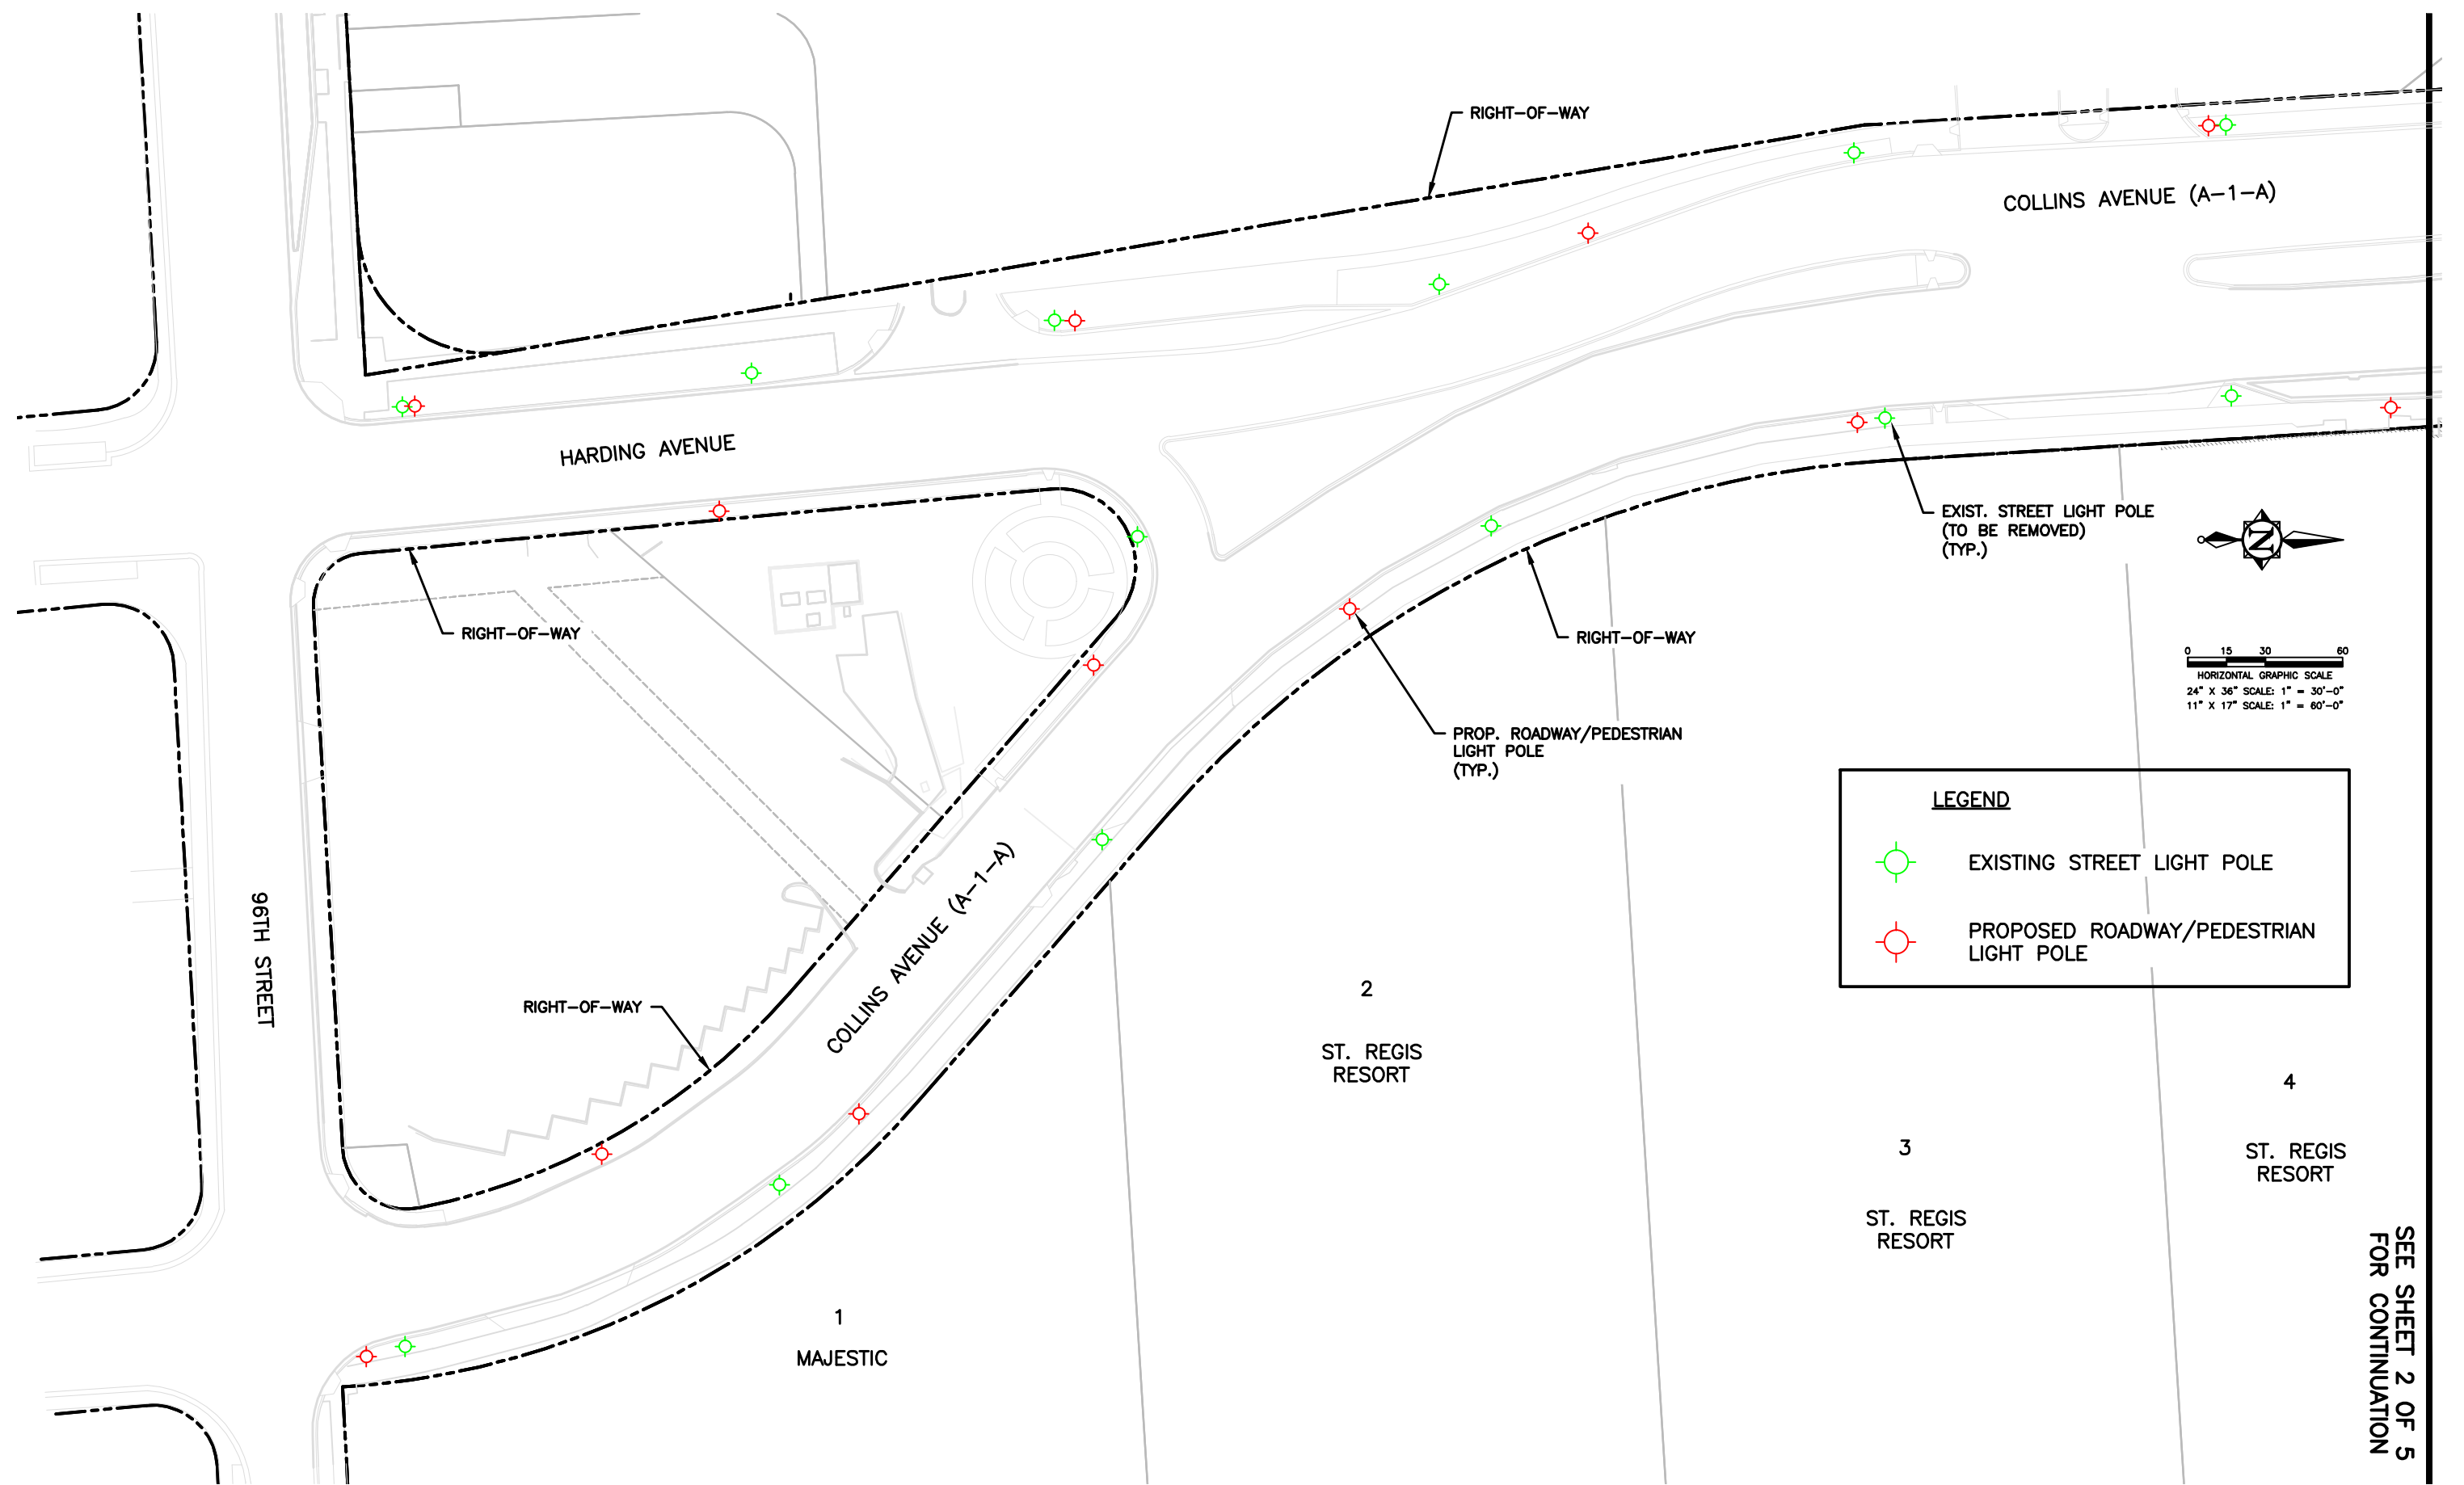 RIGHT-OF-WAY
COLLINS AVENUE (A-1-A)
HARDING AVENUE
EXIST. STREET LIGHT POLE
(TO BE REMOVED)
(TYP.)
N
RIGHT-OF-WAY
RIGHT-OF-WAY
0 15 30 60
HORIZONTAL GRAPHIC SCALE
24" X 36" SCALE: 1" = 30'-0"
11" X 17" SCALE: 1" = 60'-0"
PROP. ROADWAY/PEDESTRIAN
LIGHT POLE
(TYP.)
LEGEND
EXISTING STREET LIGHT POLE
PROPOSED ROADWAY/PEDESTRIAN
LIGHT POLE
COLLINS AVENUE (A-1-A)
96TH STREET
RIGHT-OF-WAY
2
ST. REGIS
RESORT
3
ST. REGIS
RESORT
4
ST. REGIS
RESORT
1
MAJESTIC
SEE SHEET 2 OF 5
FOR CONTINUATION